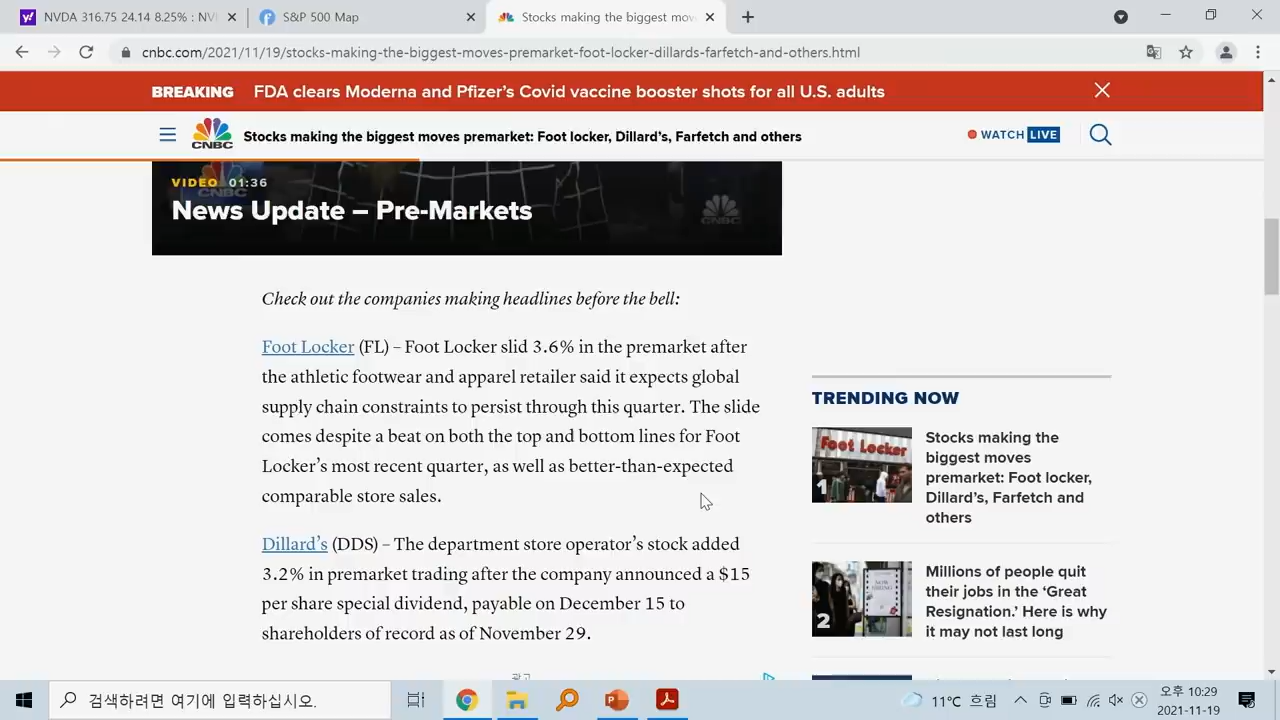 NVDA 316.75 24.14 8.25% : NV
S&P 500 Map
Stocks making the biggest mov
cnbc.com/2021/11/19/stocks-making-the-biggest-moves-premarket-foot-locker-dillards-farfetch-and-others.html
BREAKING FDA clears Moderna and Pfizer's Covid vaccine booster shots for all U.S. adults
CNBC
Stocks making the biggest moves premarket: Foot locker, Dillard's, Farfetch and others
WATCH LIVE
VIDEO 01:36
CNBC
News Update – Pre-Markets
CNBC
Check out the companies making headlines before the bell:
Foot Locker (FL) – Foot Locker slid 3.6% in the premarket after
the athletic footwear and apparel retailer said it expects global
supply chain constraints to persist through this quarter. The slide
comes despite a beat on both the top and bottom lines for Foot
Locker's most recent quarter, as well as better-than-expected
comparable store sales.
Dillard's (DDS) – The department store operator's stock added
3.2% in premarket trading after the company announced a $15
per share special dividend, payable on December 15 to
shareholders of record as of November 29.
광고
TRENDING NOW
Foot Locker
1
Stocks making the
biggest moves
premarket: Foot locker,
Dillard's, Farfetch and
others
NOW
HIRING
2
Millions of people quit
their jobs in the 'Great
Resignation.' Here is why
it may not last long
검색하려면 여기에 입력하십시오.
11°C 흐림
오후 10:29
2021-11-19